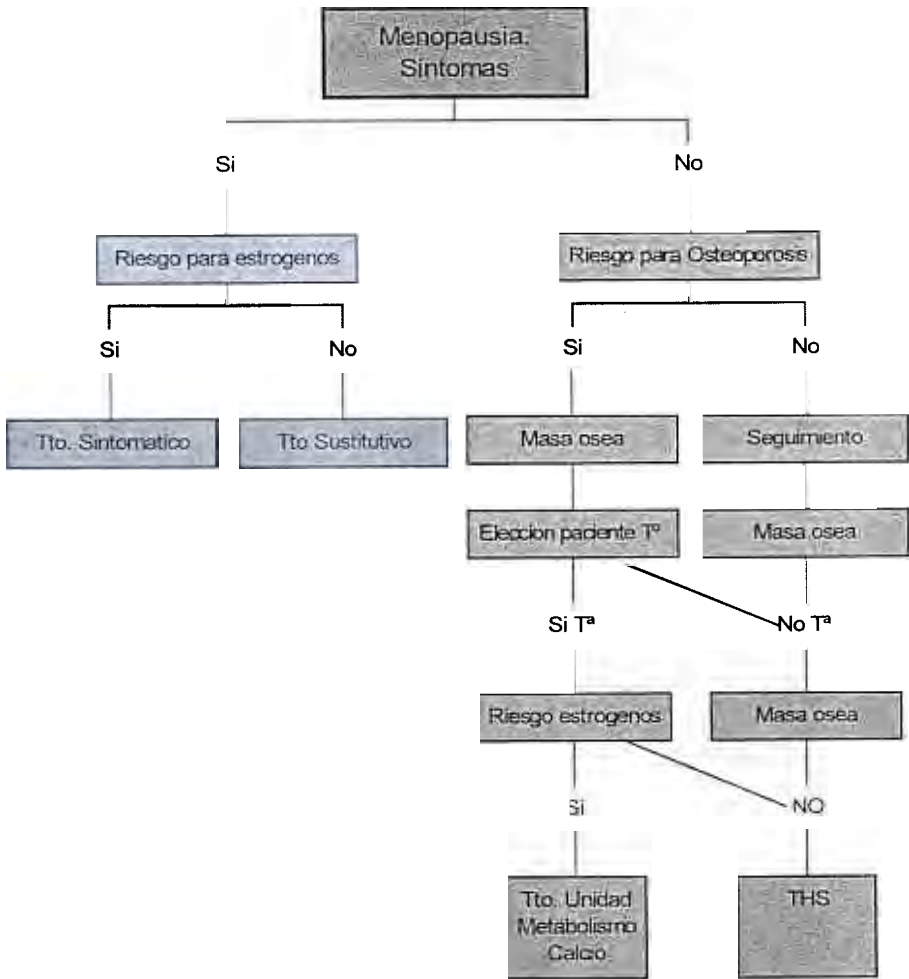 Menopausia.
Sintomas
Si
No
Riesgo para estrogenos
Riesgo para Osteoporosis
Si
No
Si
No
Tto. Sintomatico
Tto Sustitutivo
Masa osea
Seguimiento
Eleccion paciente Tº
Masa osea
Si Tª
No Tª
Riesgo estrogenos
Masa osea
Si
NO
Tto. Unidad
Metabolismo
Calcio
THS